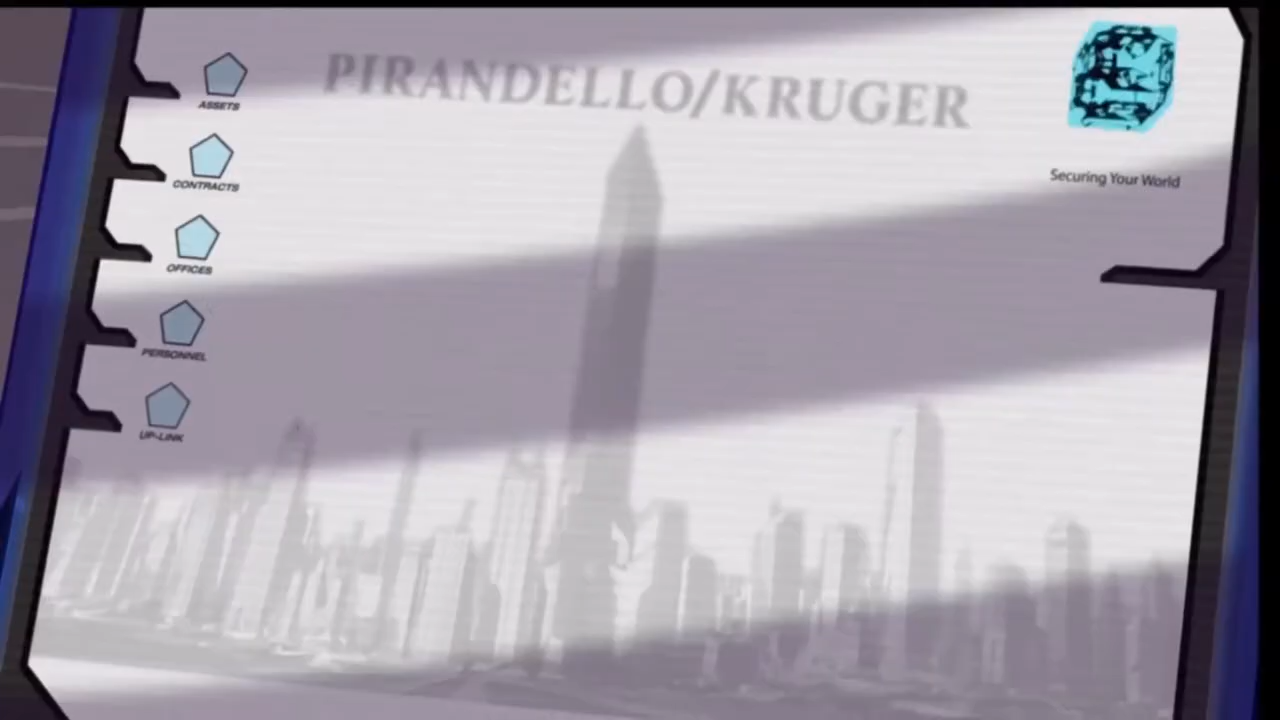 PIRANDELLO/KRUGER
Securing Your World
ASSETS
CONTRACTS
OFFICES
PERSONNEL
UP-LINK